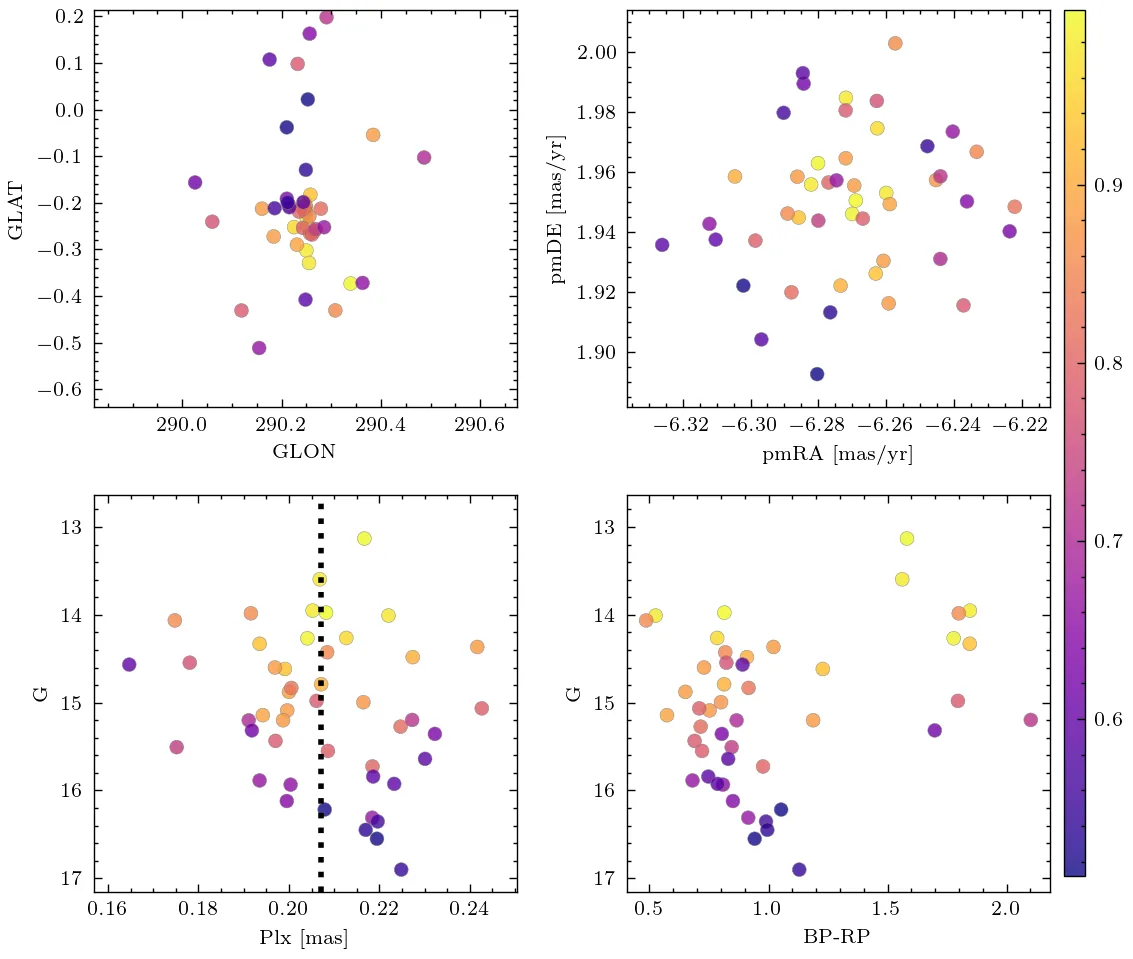 0.2
0.1
0.0
−0.1
−0.2
−0.3
−0.4
−0.5
−0.6
GLAT
290.0 290.2 290.4 290.6
GLON
2.00
1.98
1.96
1.94
1.92
1.90
pmDE [mas/yr]
−6.32 −6.30 −6.28 −6.26 −6.24 −6.22
pmRA [mas/yr]
0.9
0.8
0.7
0.6
13
14
15
16
17
G
0.16 0.18 0.20 0.22 0.24
Plx [mas]
13
14
15
16
17
G
0.5 1.0 1.5 2.0
BP-RP